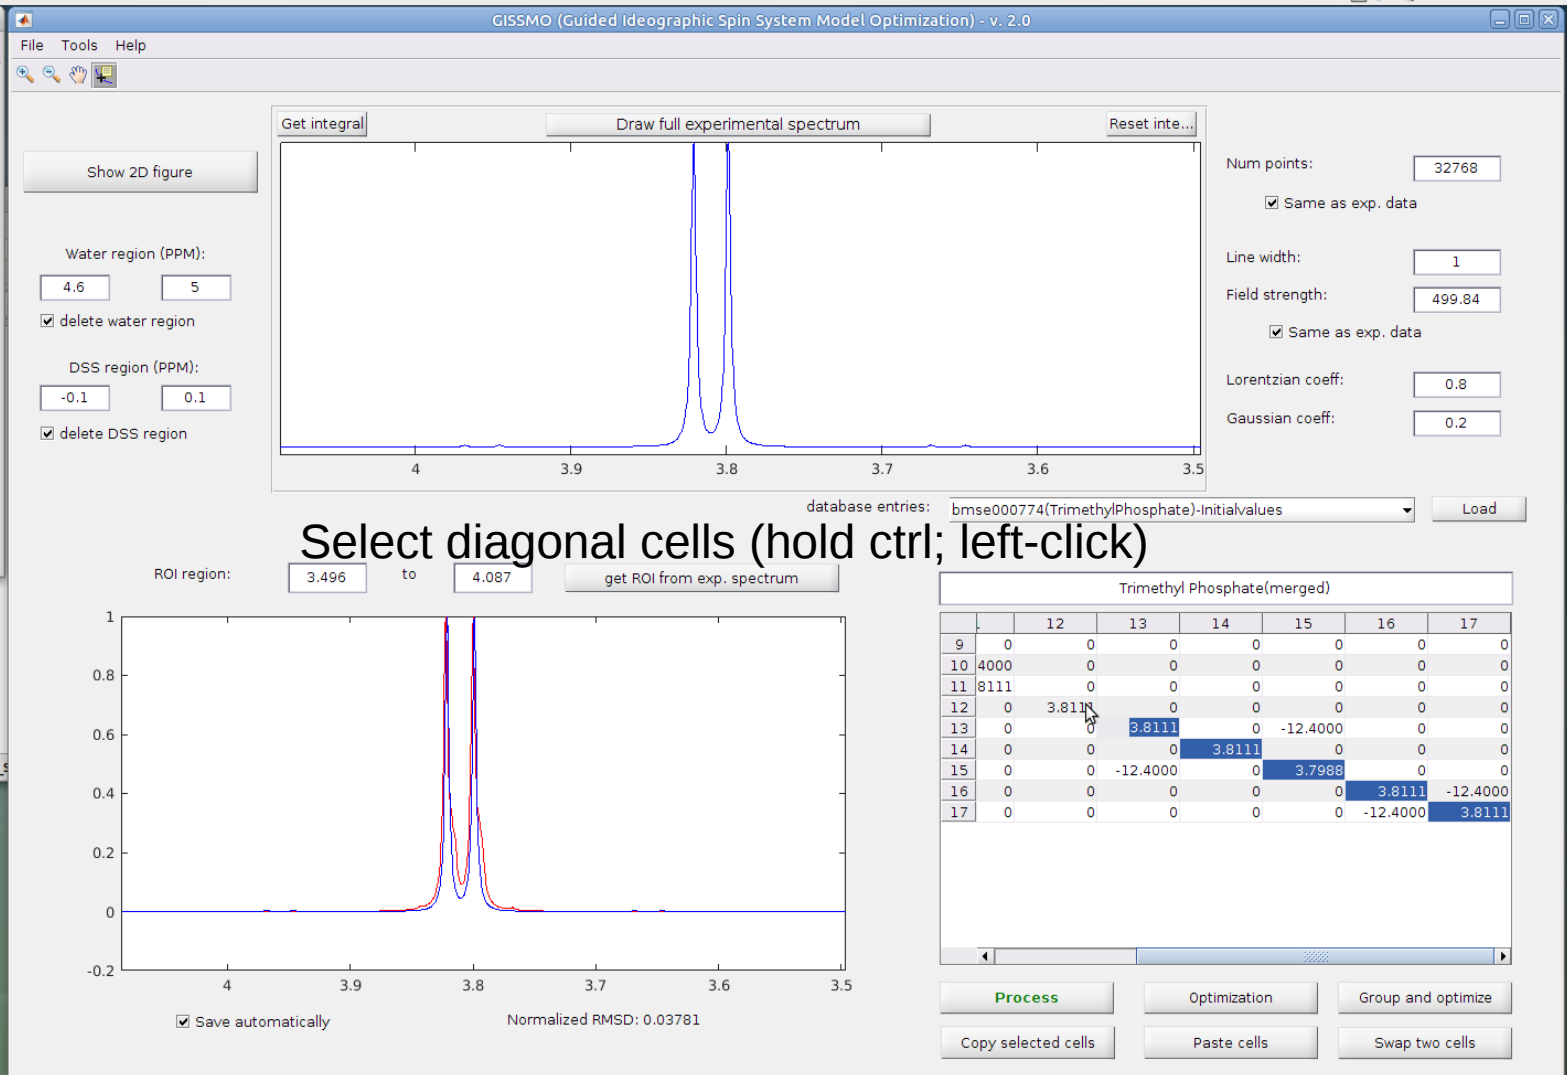 GISSMO (Guided Ideographic Spin System Model Optimization) - v. 2.0
File Tools Help
Get integral Draw full experimental spectrum Reset inte...
Show 2D figure
Num points: 32768
Same as exp. data
Water region (PPM):
4.6 5
delete water region
Line width: 1
Field strength: 499.84
Same as exp. data
DSS region (PPM):
-0.1 0.1
delete DSS region
Lorentzian coeff: 0.8
Gaussian coeff: 0.2
4 3.9 3.8 3.7 3.6 3.5
database entries: bmse000774(TrimethylPhosphate)-Initialvalues Load
Select diagonal cells (hold ctrl; left-click)
ROI region: 3.496 to 4.087 get ROI from exp. spectrum
Trimethyl Phosphate(merged)
1
0.8
0.6
0.4
0.2
0
-0.2
4 3.9 3.8 3.7 3.6 3.5
12 13 14 15 16 17
9 0 0 0 0 0 0 0
10 4000 0 0 0 0 0 0
11 8111 0 0 0 0 0 0
12 0 3.8111 0 0 0 0 0
13 0 0 3.8111 0 -12.4000 0 0
14 0 0 0 3.8111 0 0 0
15 0 0 -12.4000 0 3.7988 0 0
16 0 0 0 0 0 3.8111 -12.4000
17 0 0 0 0 0 -12.4000 3.8111
Save automatically Normalized RMSD: 0.03781
Process Optimization Group and optimize
Copy selected cells Paste cells Swap two cells